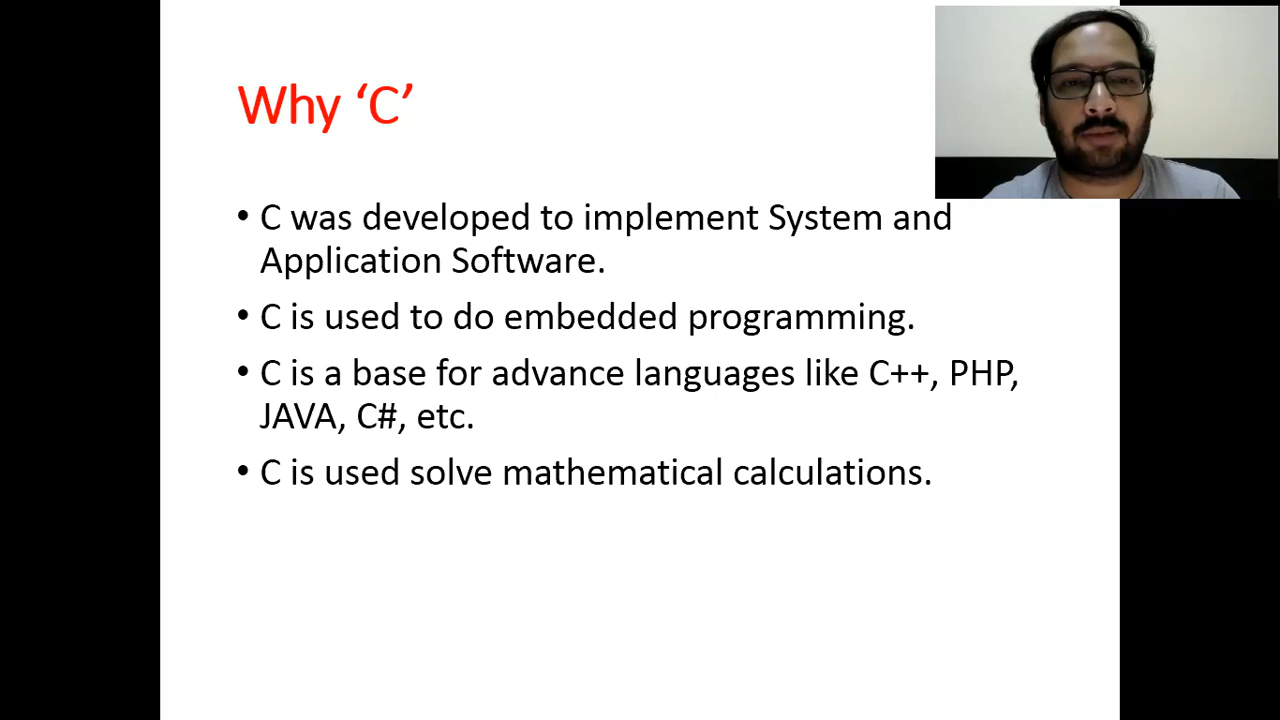 Why ‘C’
• C was developed to implement System and
Application Software.
• C is used to do embedded programming.
• C is a base for advance languages like C++, PHP,
JAVA, C#, etc.
• C is used solve mathematical calculations.